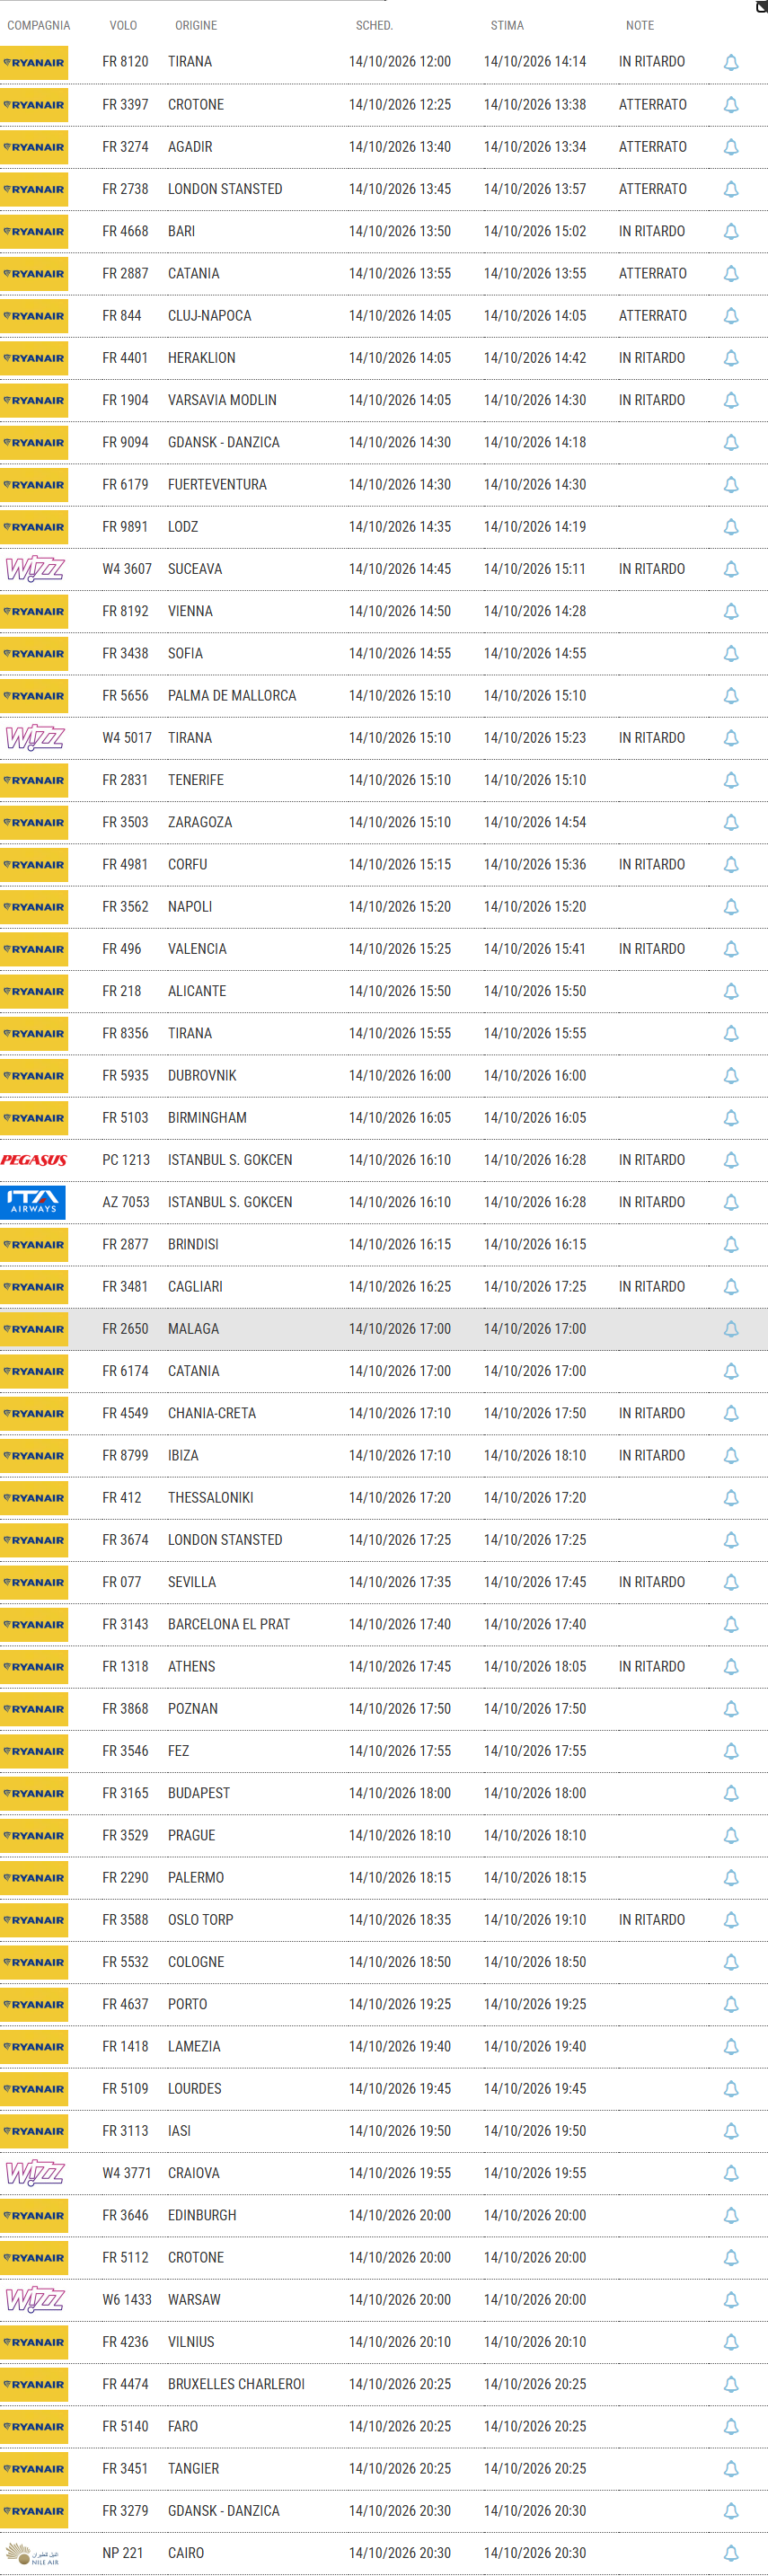 COMPAGNIA VOLO ORIGINE SCHED. STIMA NOTE
RYANAIR FR 8120 TIRANA 14/10/2026 12:00 14/10/2026 14:14 IN RITARDO
RYANAIR FR 3397 CROTONE 14/10/2026 12:25 14/10/2026 13:38 ATTERRATO
RYANAIR FR 3274 AGADIR 14/10/2026 13:40 14/10/2026 13:34 ATTERRATO
RYANAIR FR 2738 LONDON STANSTED 14/10/2026 13:45 14/10/2026 13:57 ATTERRATO
RYANAIR FR 4668 BARI 14/10/2026 13:50 14/10/2026 15:02 IN RITARDO
RYANAIR FR 2887 CATANIA 14/10/2026 13:55 14/10/2026 13:55 ATTERRATO
RYANAIR FR 844 CLUJ-NAPOCA 14/10/2026 14:05 14/10/2026 14:05 ATTERRATO
RYANAIR FR 4401 HERAKLION 14/10/2026 14:05 14/10/2026 14:42 IN RITARDO
RYANAIR FR 1904 VARSAVIA MODLIN 14/10/2026 14:05 14/10/2026 14:30 IN RITARDO
RYANAIR FR 9094 GDANSK - DANZICA 14/10/2026 14:30 14/10/2026 14:18
RYANAIR FR 6179 FUERTEVENTURA 14/10/2026 14:30 14/10/2026 14:30
RYANAIR FR 9891 LODZ 14/10/2026 14:35 14/10/2026 14:19
WIZZ W4 3607 SUCEAVA 14/10/2026 14:45 14/10/2026 15:11 IN RITARDO
RYANAIR FR 8192 VIENNA 14/10/2026 14:50 14/10/2026 14:28
RYANAIR FR 3438 SOFIA 14/10/2026 14:55 14/10/2026 14:55
RYANAIR FR 5656 PALMA DE MALLORCA 14/10/2026 15:10 14/10/2026 15:10
WIZZ W4 5017 TIRANA 14/10/2026 15:10 14/10/2026 15:23 IN RITARDO
RYANAIR FR 2831 TENERIFE 14/10/2026 15:10 14/10/2026 15:10
RYANAIR FR 3503 ZARAGOZA 14/10/2026 15:10 14/10/2026 14:54
RYANAIR FR 4981 CORFU 14/10/2026 15:15 14/10/2026 15:36 IN RITARDO
RYANAIR FR 3562 NAPOLI 14/10/2026 15:20 14/10/2026 15:20
RYANAIR FR 496 VALENCIA 14/10/2026 15:25 14/10/2026 15:41 IN RITARDO
RYANAIR FR 218 ALICANTE 14/10/2026 15:50 14/10/2026 15:50
RYANAIR FR 8356 TIRANA 14/10/2026 15:55 14/10/2026 15:55
RYANAIR FR 5935 DUBROVNIK 14/10/2026 16:00 14/10/2026 16:00
RYANAIR FR 5103 BIRMINGHAM 14/10/2026 16:05 14/10/2026 16:05
PEGASUS PC 1213 ISTANBUL S. GOKCEN 14/10/2026 16:10 14/10/2026 16:28 IN RITARDO
ITA AIRWAYS AZ 7053 ISTANBUL S. GOKCEN 14/10/2026 16:10 14/10/2026 16:28 IN RITARDO
RYANAIR FR 2877 BRINDISI 14/10/2026 16:15 14/10/2026 16:15
RYANAIR FR 3481 CAGLIARI 14/10/2026 16:25 14/10/2026 17:25 IN RITARDO
RYANAIR FR 2650 MALAGA 14/10/2026 17:00 14/10/2026 17:00
RYANAIR FR 6174 CATANIA 14/10/2026 17:00 14/10/2026 17:00
RYANAIR FR 4549 CHANIA-CRETA 14/10/2026 17:10 14/10/2026 17:50 IN RITARDO
RYANAIR FR 8799 IBIZA 14/10/2026 17:10 14/10/2026 18:10 IN RITARDO
RYANAIR FR 412 THESSALONIKI 14/10/2026 17:20 14/10/2026 17:20
RYANAIR FR 3674 LONDON STANSTED 14/10/2026 17:25 14/10/2026 17:25
RYANAIR FR 077 SEVILLA 14/10/2026 17:35 14/10/2026 17:45 IN RITARDO
RYANAIR FR 3143 BARCELONA EL PRAT 14/10/2026 17:40 14/10/2026 17:40
RYANAIR FR 1318 ATHENS 14/10/2026 17:45 14/10/2026 18:05 IN RITARDO
RYANAIR FR 3868 POZNAN 14/10/2026 17:50 14/10/2026 17:50
RYANAIR FR 3546 FEZ 14/10/2026 17:55 14/10/2026 17:55
RYANAIR FR 3165 BUDAPEST 14/10/2026 18:00 14/10/2026 18:00
RYANAIR FR 3529 PRAGUE 14/10/2026 18:10 14/10/2026 18:10
RYANAIR FR 2290 PALERMO 14/10/2026 18:15 14/10/2026 18:15
RYANAIR FR 3588 OSLO TORP 14/10/2026 18:35 14/10/2026 19:10 IN RITARDO
RYANAIR FR 5532 COLOGNE 14/10/2026 18:50 14/10/2026 18:50
RYANAIR FR 4637 PORTO 14/10/2026 19:25 14/10/2026 19:25
RYANAIR FR 1418 LAMEZIA 14/10/2026 19:40 14/10/2026 19:40
RYANAIR FR 5109 LOURDES 14/10/2026 19:45 14/10/2026 19:45
RYANAIR FR 3113 IASI 14/10/2026 19:50 14/10/2026 19:50
WIZZ W4 3771 CRAIOVA 14/10/2026 19:55 14/10/2026 19:55
RYANAIR FR 3646 EDINBURGH 14/10/2026 20:00 14/10/2026 20:00
RYANAIR FR 5112 CROTONE 14/10/2026 20:00 14/10/2026 20:00
WIZZ W6 1433 WARSAW 14/10/2026 20:00 14/10/2026 20:00
RYANAIR FR 4236 VILNIUS 14/10/2026 20:10 14/10/2026 20:10
RYANAIR FR 4474 BRUXELLES CHARLEROI 14/10/2026 20:25 14/10/2026 20:25
RYANAIR FR 5140 FARO 14/10/2026 20:25 14/10/2026 20:25
RYANAIR FR 3451 TANGIER 14/10/2026 20:25 14/10/2026 20:25
RYANAIR FR 3279 GDANSK - DANZICA 14/10/2026 20:30 14/10/2026 20:30
النيل للطيران NILE AIR NP 221 CAIRO 14/10/2026 20:30 14/10/2026 20:30